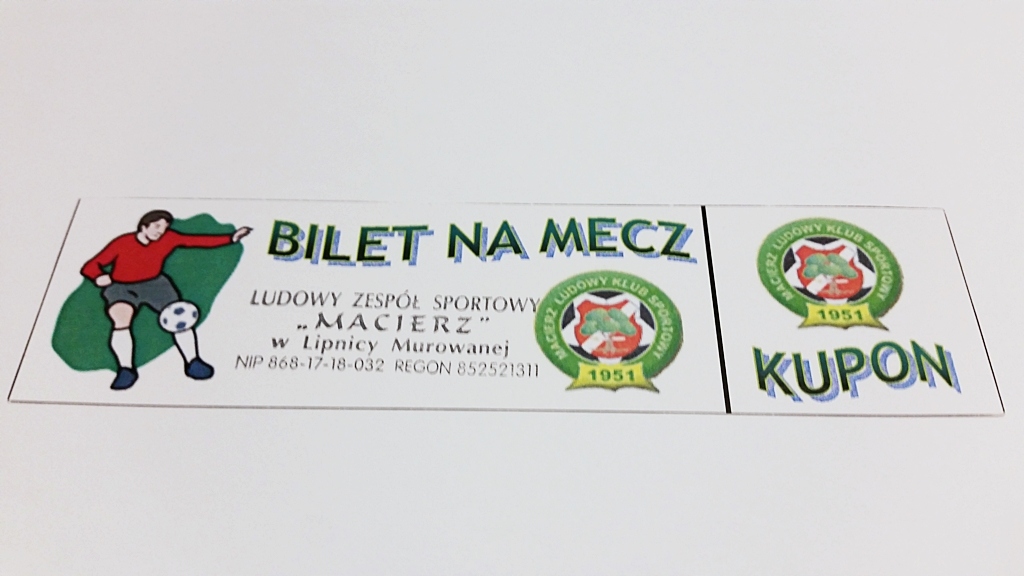 BILET NA MECZ
LUDOWY ZESPÓŁ SPORTOWY
„MACIERZ”
w Lipnicy Murowanej
NIP 868-17-18-032 REGON 852521311
MACIERZ LUDOWY KLUB SPORTOWY
1951
MACIERZ LUDOWY KLUB SPORTOWY
1951
KUPON